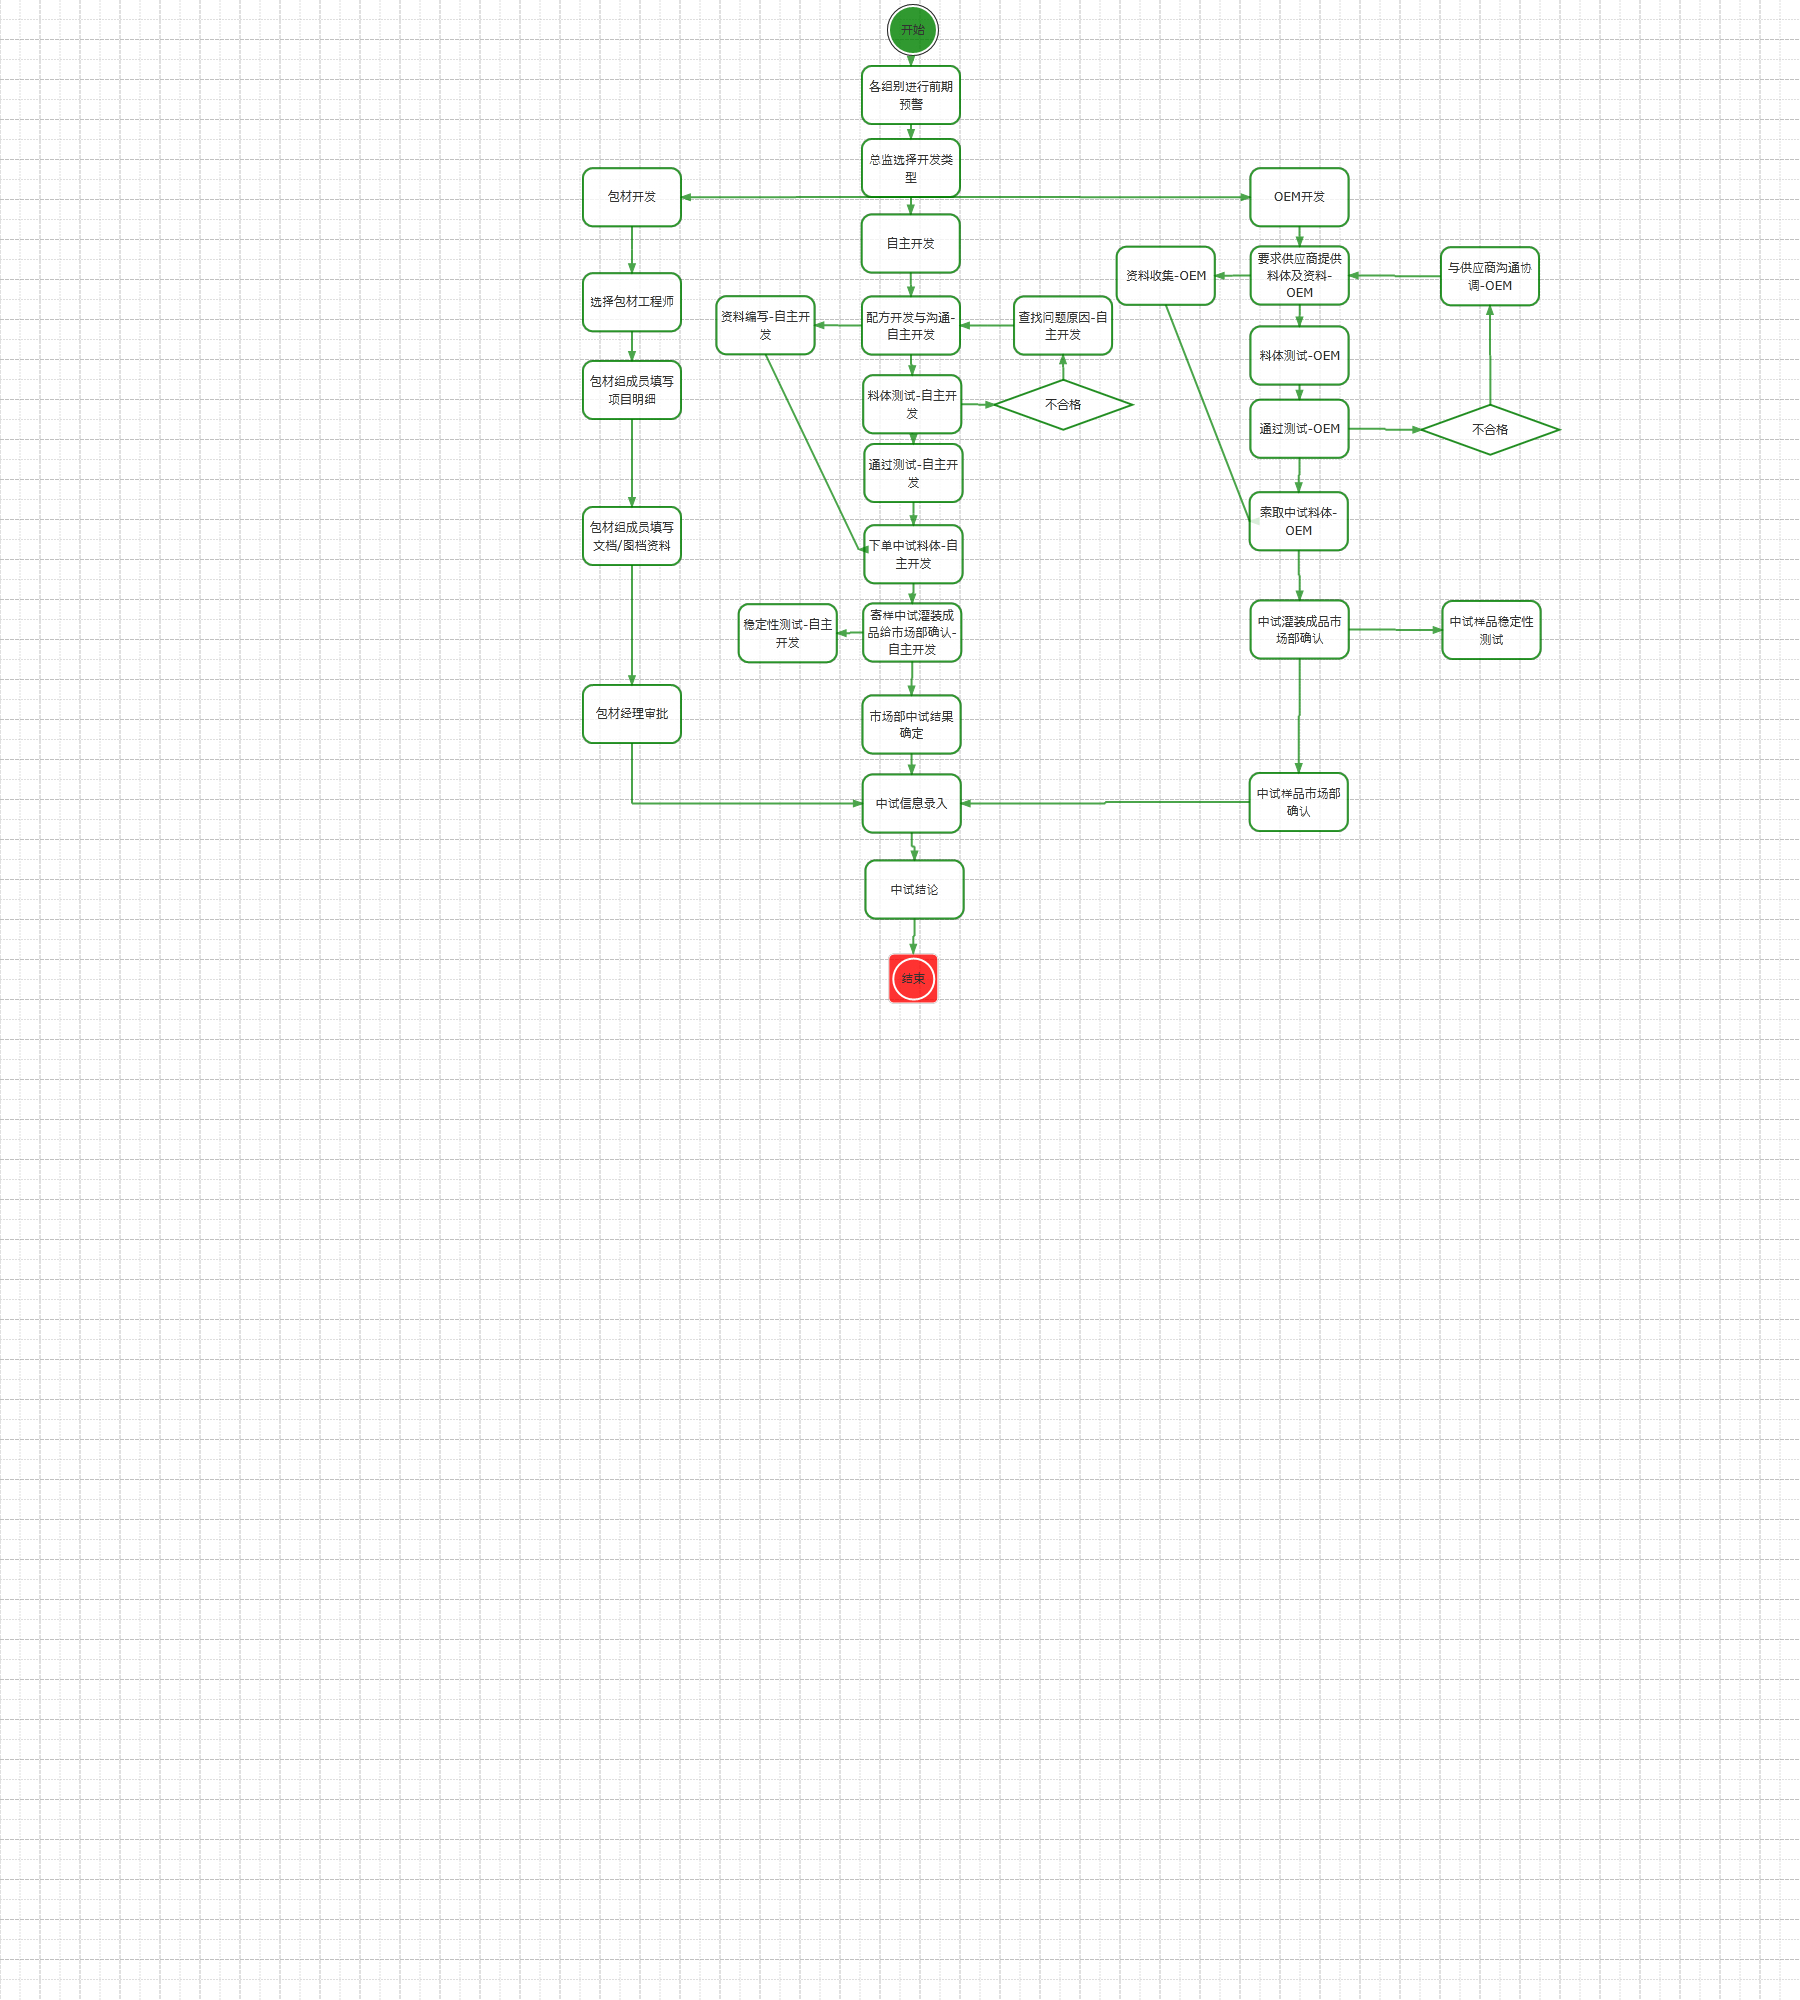 开始
各组别进行前期
预警
总监选择开发类
型
包材开发
OEM开发
自主开发
资料收集-OEM
要求供应商提供
料体及资料-
OEM
与供应商沟通协
调-OEM
选择包材工程师
资料编写-自主开
发
配方开发与沟通-
自主开发
查找问题原因-自
主开发
料体测试-OEM
包材组成员填写
项目明细
料体测试-自主开
发
不合格
通过测试-OEM
不合格
通过测试-自主开
发
包材组成员填写
文档/图档资料
索取中试料体-
OEM
下单中试料体-自
主开发
稳定性测试-自主
开发
寄样中试灌装成
品给市场部确认-
自主开发
中试灌装成品市
场部确认
中试样品稳定性
测试
包材经理审批
市场部中试结果
确定
中试信息录入
中试样品市场部
确认
中试结论
结束